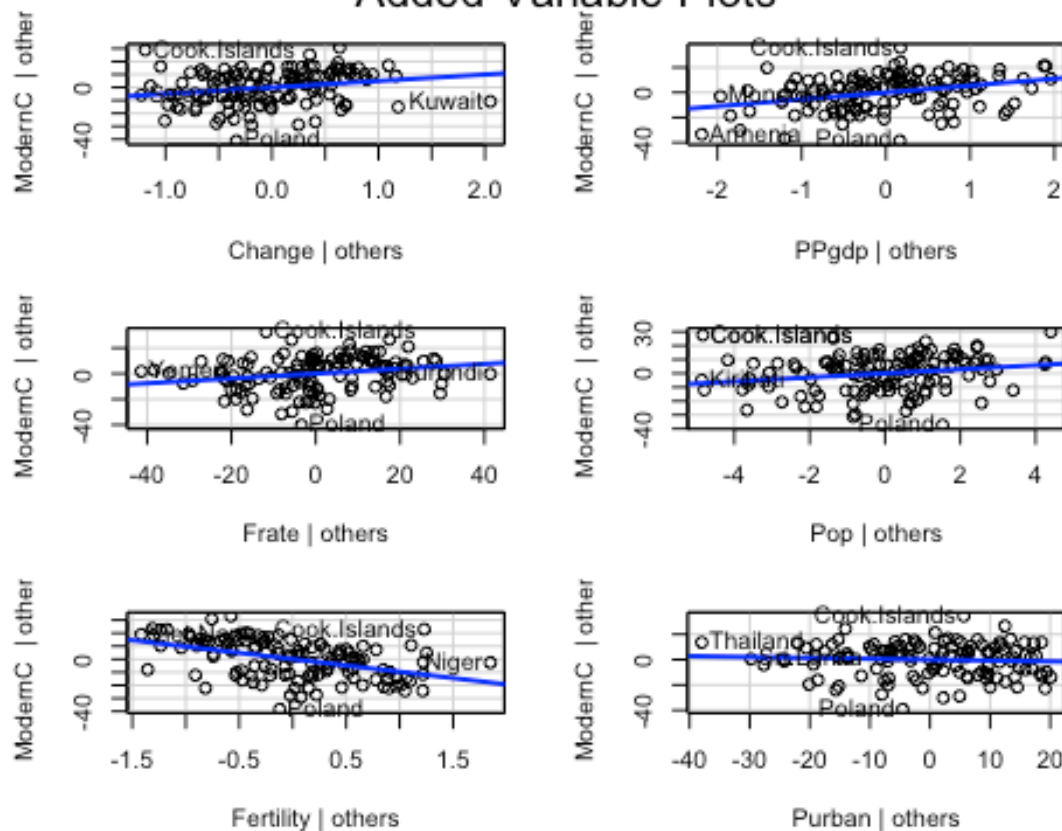 Added-Variable Plots
ModernC | other
Cook.Islands
Kuwait
Poland
0
-40
-1.0 0.0 1.0 2.0
Change | others
ModernC | other
Cook.Islands
Armenia
Poland
0
-40
-2 -1 0 1 2
PPgdp | others
ModernC | other
Cook.Islands
Yemen
Poland
0
-40
-40 -20 0 20 40
Frate | others
ModernC | other
Cook.Islands
Poland
30
0
-40
-4 -2 0 2 4
Pop | others
ModernC | other
Cook.Islands
Niger
Poland
0
-40
-1.5 -0.5 0.5 1.5
Fertility | others
ModernC | other
Cook.Islands
Thailand
Poland
0
-40
-40 -30 -20 -10 0 10 20
Purban | others